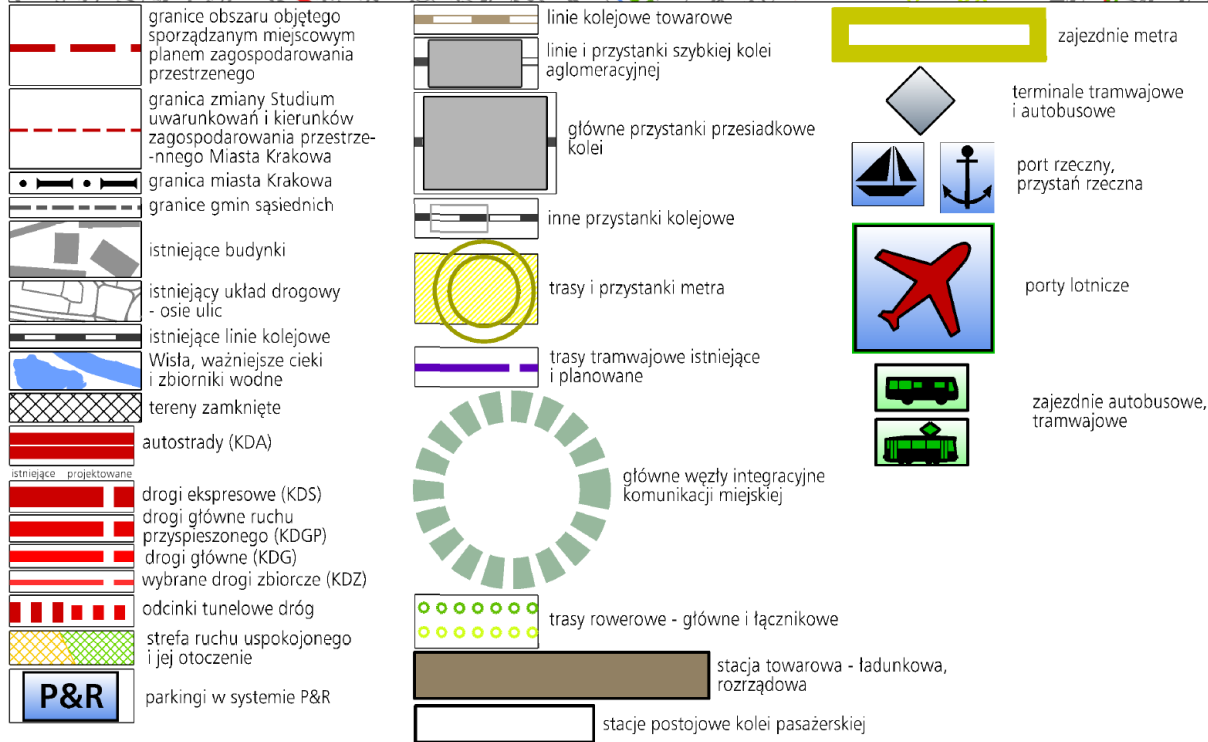 granice obszaru objętego
sporządzanym miejscowym
planem zagospodarowania
przestrzenego
granica zmiany Studium
uwarunkowań i kierunków
zagospodarowania przestrze-
-nnego Miasta Krakowa
granica miasta Krakowa
granice gmin sąsiednich
istniejące budynki
istniejący układ drogowy
- osie ulic
istniejące linie kolejowe
Wisła, ważniejsze cieki
i zbiorniki wodne
tereny zamknięte
autostrady (KDA)
istniejące projektowane
drogi ekspresowe (KDS)
drogi główne ruchu
przyspieszonego (KDGP)
drogi główne (KDG)
wybrane drogi zbiorcze (KDZ)
odcinki tunelowe dróg
strefa ruchu uspokojonego
i jej otoczenie
P&R
parkingi w systemie P&R
linie kolejowe towarowe
linie i przystanki szybkiej kolei
aglomeracyjnej
główne przystanki przesiadkowe
kolei
inne przystanki kolejowe
trasy i przystanki metra
trasy tramwajowe istniejące
i planowane
główne węzły integracyjne
komunikacji miejskiej
trasy rowerowe - główne i łącznikowe
stacja towarowa - ładunkowa,
rozrządowa
stacje postojowe kolei pasażerskiej
zajezdnie metra
terminale tramwajowe
i autobusowe
port rzeczny,
przystań rzeczna
porty lotnicze
zajezdnie autobusowe,
tramwajowe